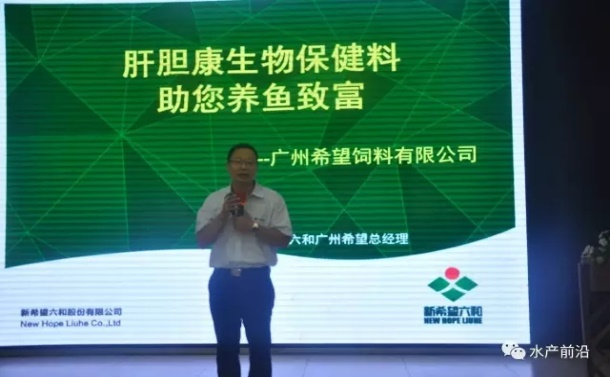 肝胆康生物保健料
助您养鱼致富
--广州希望饲料有限公司
六和广州希望总经理
新希望六和股份有限公司
New Hope Liuhe Co.,Ltd
新希望六和
NEW HOPE LIUHE
水产前沿